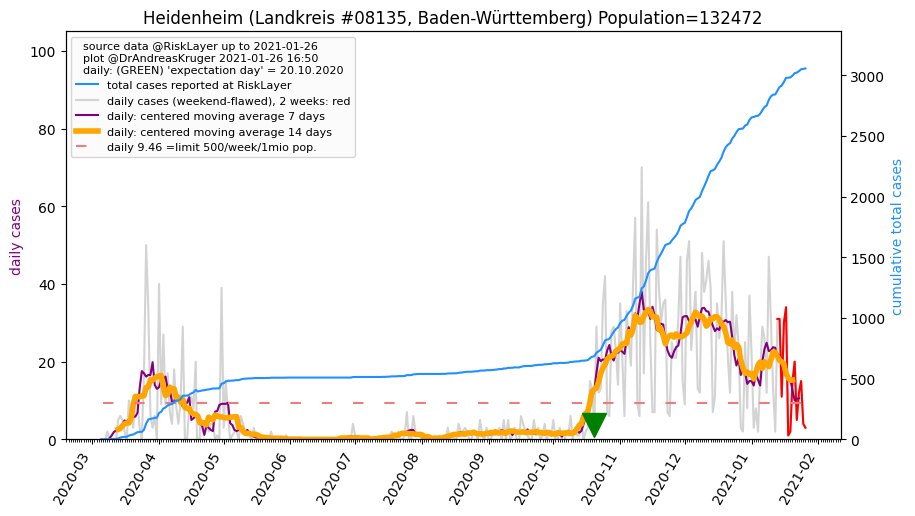 Heidenheim (Landkreis #08135, Baden-Württemberg) Population=132472
source data @RiskLayer up to 2021-01-26
plot @DrAndreasKruger 2021-01-26 16:50
daily: (GREEN) 'expectation day' = 20.10.2020
total cases reported at RiskLayer
daily cases (weekend-flawed), 2 weeks: red
daily: centered moving average 7 days
daily: centered moving average 14 days
daily 9.46 =limit 500/week/1mio pop.
daily cases
100
80
60
40
20
0
cumulative total cases
3000
2500
2000
1500
1000
500
0
2020-03
2020-04
2020-05
2020-06
2020-07
2020-08
2020-09
2020-10
2020-11
2020-12
2021-01
2021-02